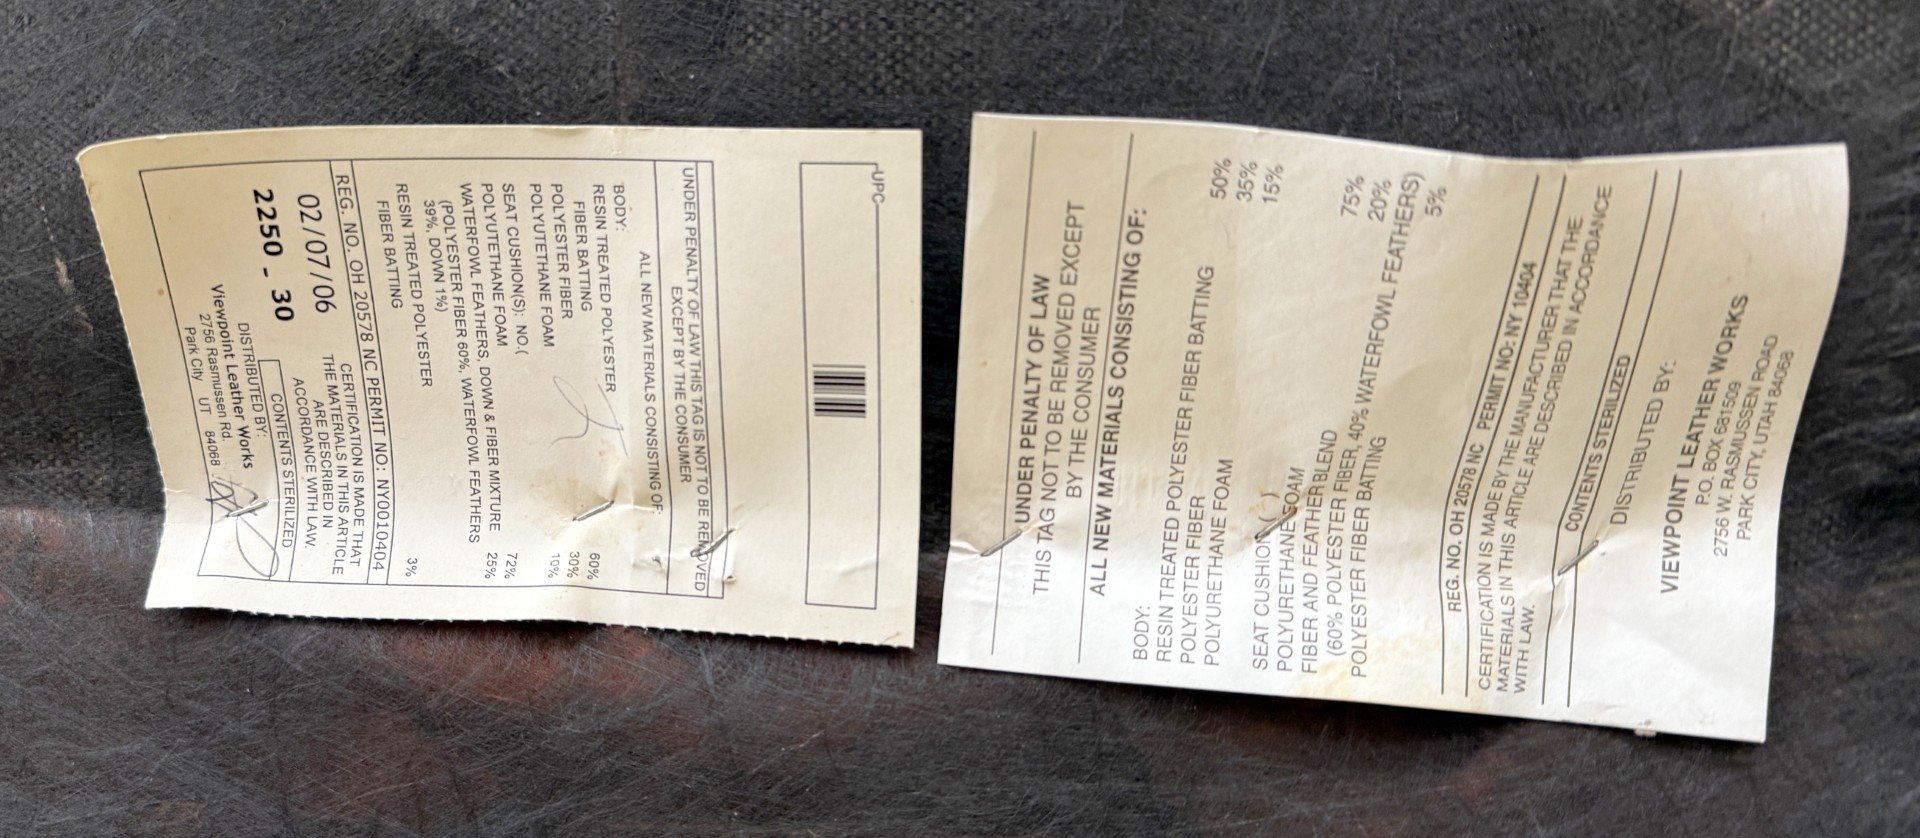 UPC
UNDER PENALTY OF LAW THIS TAG IS NOT TO BE REMOVED
EXCEPT BY THE CONSUMER
ALL NEW MATERIALS CONSISTING OF:
BODY:
RESIN TREATED POLYESTER
FIBER BATTING 60%
POLYESTER FIBER 30%
POLYUTETHANE FOAM 10%
SEAT CUSHION(S): NO.(
POLYUTETHANE FOAM 72%
WATERFOWL FEATHERS, DOWN & FIBER MIXTURE 25%
(POLYESTER FIBER 60%, WATERFOWL FEATHERS
39%, DOWN 1%)
RESIN TREATED POLYESTER 3%
FIBER BATTING
REG. NO. OH 20578 NC PERMIT NO: NY0010404
02/07/06
2250 - 30
CERTIFICATION IS MADE THAT
THE MATERIALS IN THIS ARTICLE
ARE DESCRIBED IN
ACCORDANCE WITH LAW.
CONTENTS STERILIZED
DISTRIBUTED BY:
Viewpoint Leather Works
2756 Rasmussen Rd.
Park City UT 84068
UNDER PENALTY OF LAW
THIS TAG NOT TO BE REMOVED EXCEPT
BY THE CONSUMER
ALL NEW MATERIALS CONSISTING OF:
BODY:
RESIN TREATED POLYESTER FIBER BATTING 50%
POLYESTER FIBER 35%
POLYURETHANE FOAM 15%
SEAT CUSHION ( )
POLYURETHANE FOAM 75%
FIBER AND FEATHER BLEND 20%
(60% POLYESTER FIBER, 40% WATERFOWL FEATHERS)
POLYESTER FIBER BATTING 5%
REG. NO. OH 20578 NC PERMIT NO: NY 10404
CERTIFICATION IS MADE BY THE MANUFACTURER THAT THE
MATERIALS IN THIS ARTICLE ARE DESCRIBED IN ACCORDANCE
WITH LAW.
CONTENTS STERILIZED
DISTRIBUTED BY:
VIEWPOINT LEATHER WORKS
P.O. BOX 681509
2756 W. RASMUSSEN ROAD
PARK CITY, UTAH 84068